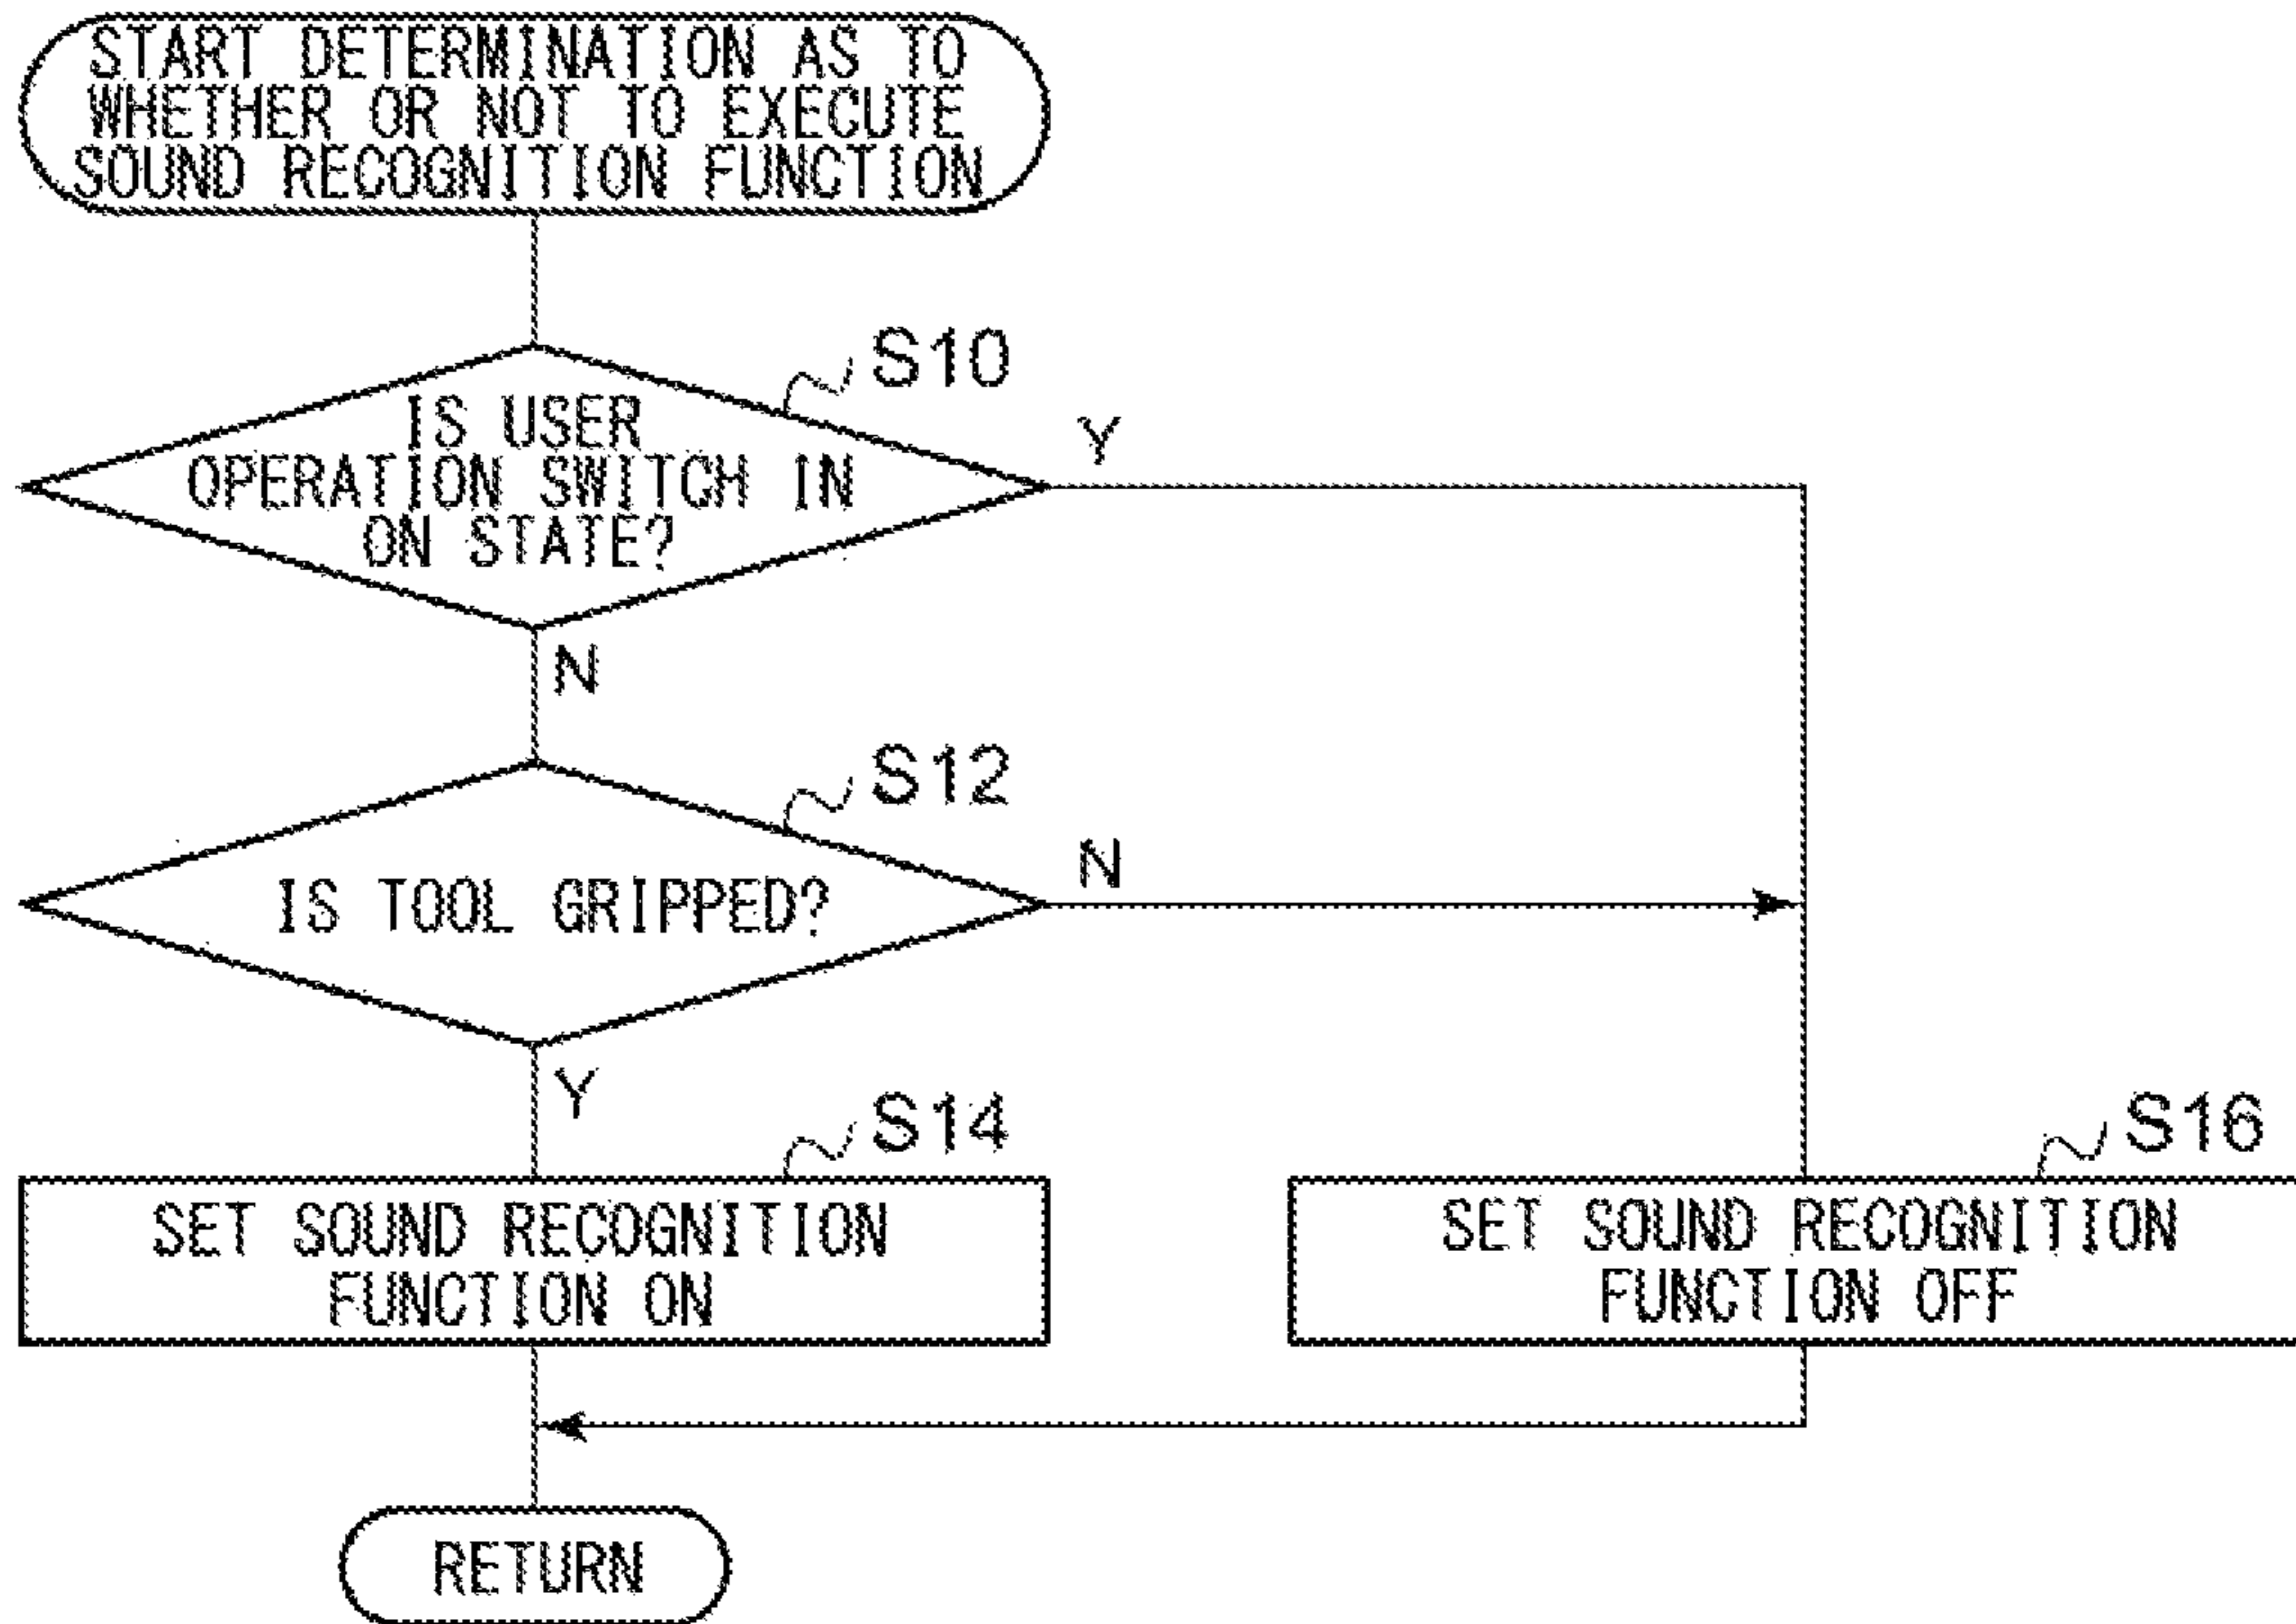 START DETERMINATION AS TO
WHETHER OR NOT TO EXECUTE
SOUND RECOGNITION FUNCTION
S10
IS USER
OPERATION SWITCH IN
ON STATE?
Y
N
S12
IS TOOL GRIPPED?
N
Y
S14
SET SOUND RECOGNITION
FUNCTION ON
S16
SET SOUND RECOGNITION
FUNCTION OFF
RETURN